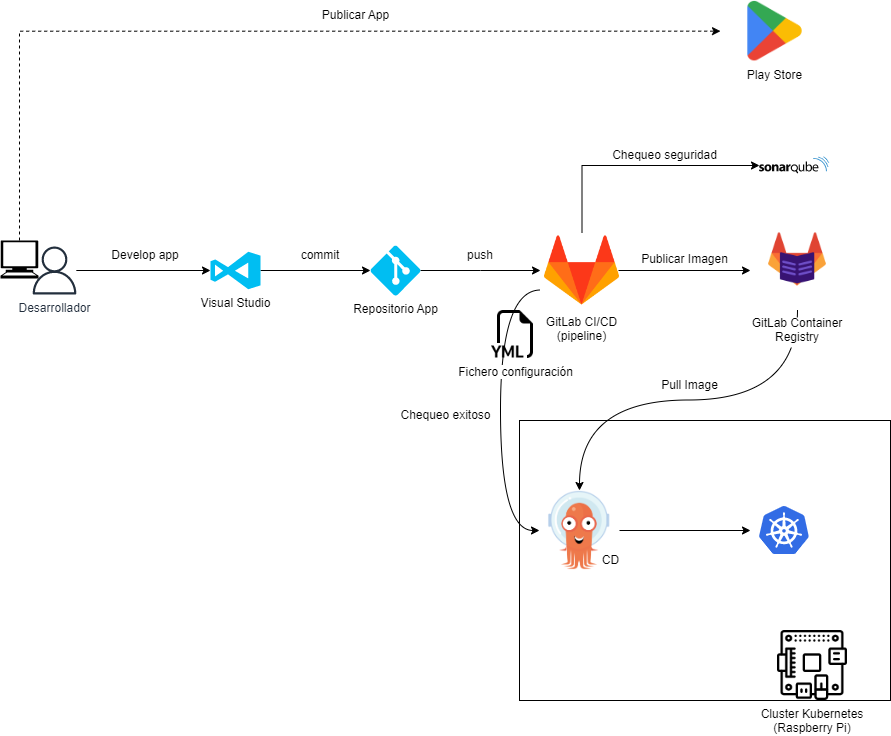 Publicar App
Play Store
Chequeo seguridad
sonarqube
Develop app
commit
push
Publicar Imagen
Desarrollador
Visual Studio
Repositorio App
GitLab CI/CD
(pipeline)
GitLab Container
Registry
YML
Fichero configuración
Pull Image
Chequeo exitoso
CD
Cluster Kubernetes
(Raspberry Pi)